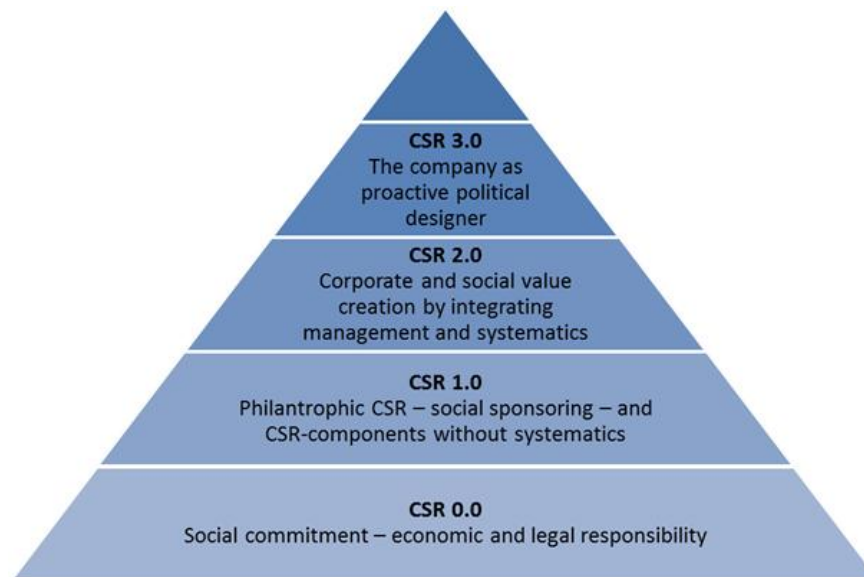 CSR 3.0
The company as
proactive political
designer
CSR 2.0
Corporate and social value
creation by integrating
management and systematics
CSR 1.0
Philantrophic CSR – social sponsoring – and
CSR-components without systematics
CSR 0.0
Social commitment – economic and legal responsibility